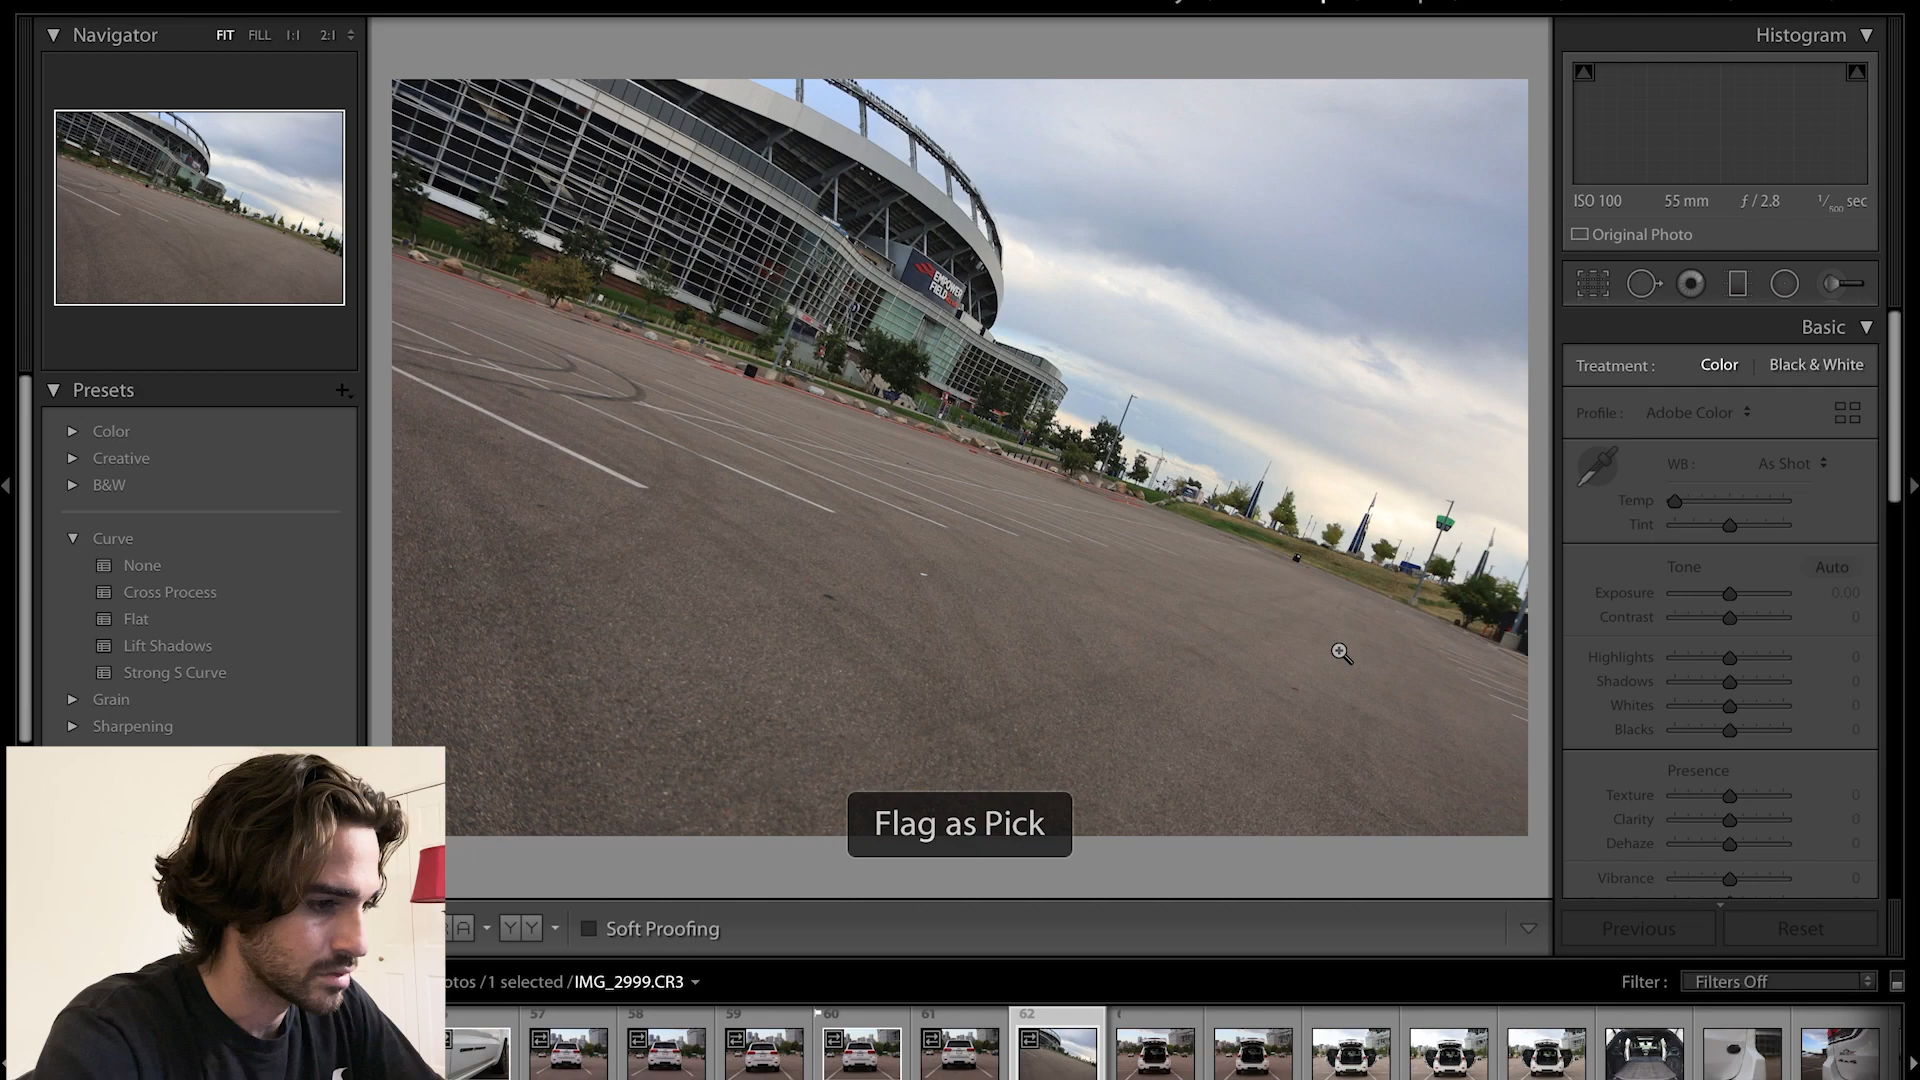 Navigator
FIT FILL 1:1 2:1
Histogram
ISO 100 55 mm ƒ / 2.8 1/500 sec
Original Photo
EMPOWER
FIELD
Basic
Treatment : Color Black & White
Profile : Adobe Color
WB : As Shot
Temp
Tint
Tone Auto
Exposure 0.00
Contrast 0
Highlights 0
Shadows 0
Whites 0
Blacks 0
Presence
Texture 0
Clarity 0
Dehaze 0
Vibrance 0
Previous Reset
Presets
Color
Creative
B&W
Curve
None
Cross Process
Flat
Lift Shadows
Strong S Curve
Grain
Sharpening
Flag as Pick
A Y Y Soft Proofing
otos / 1 selected / IMG_2999.CR3
Filter : Filters Off
57 58 59 60 61 62